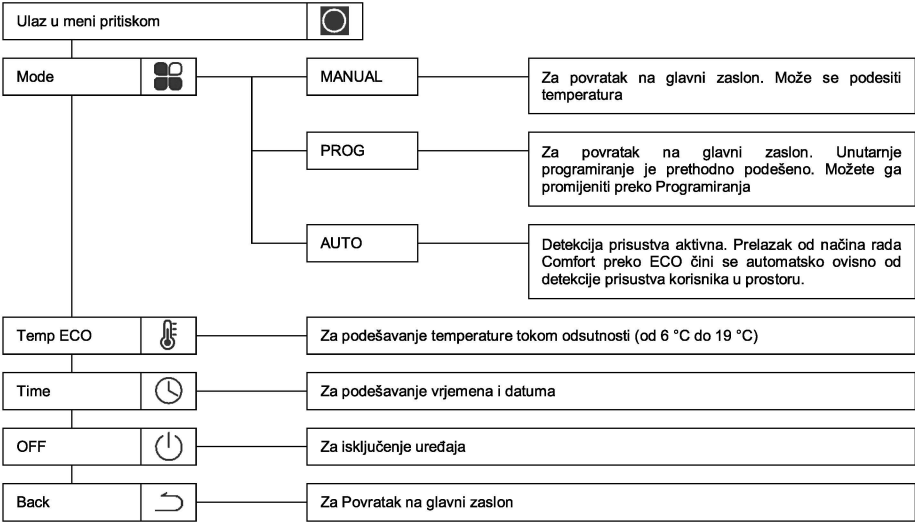 Ulaz u meni pritiskom
Mode
MANUAL
Za povratak na glavni zaslon. Može se podesiti
temperatura
PROG
Za povratak na glavni zaslon. Unutarnje
programiranje je prethodno podešeno. Možete ga
promijeniti preko Programiranja
AUTO
Detekcija prisustva aktivna. Prelazak od načina rada
Comfort preko ECO čini se automatsko ovisno od
detekcije prisustva korisnika u prostoru.
Temp ECO
Za podešavanje temperature tokom odsutnosti (od 6 °C do 19 °C)
Time
Za podešavanje vrjemena i datuma
OFF
Za isključenje uređaja
Back
Za Povratak na glavni zaslon